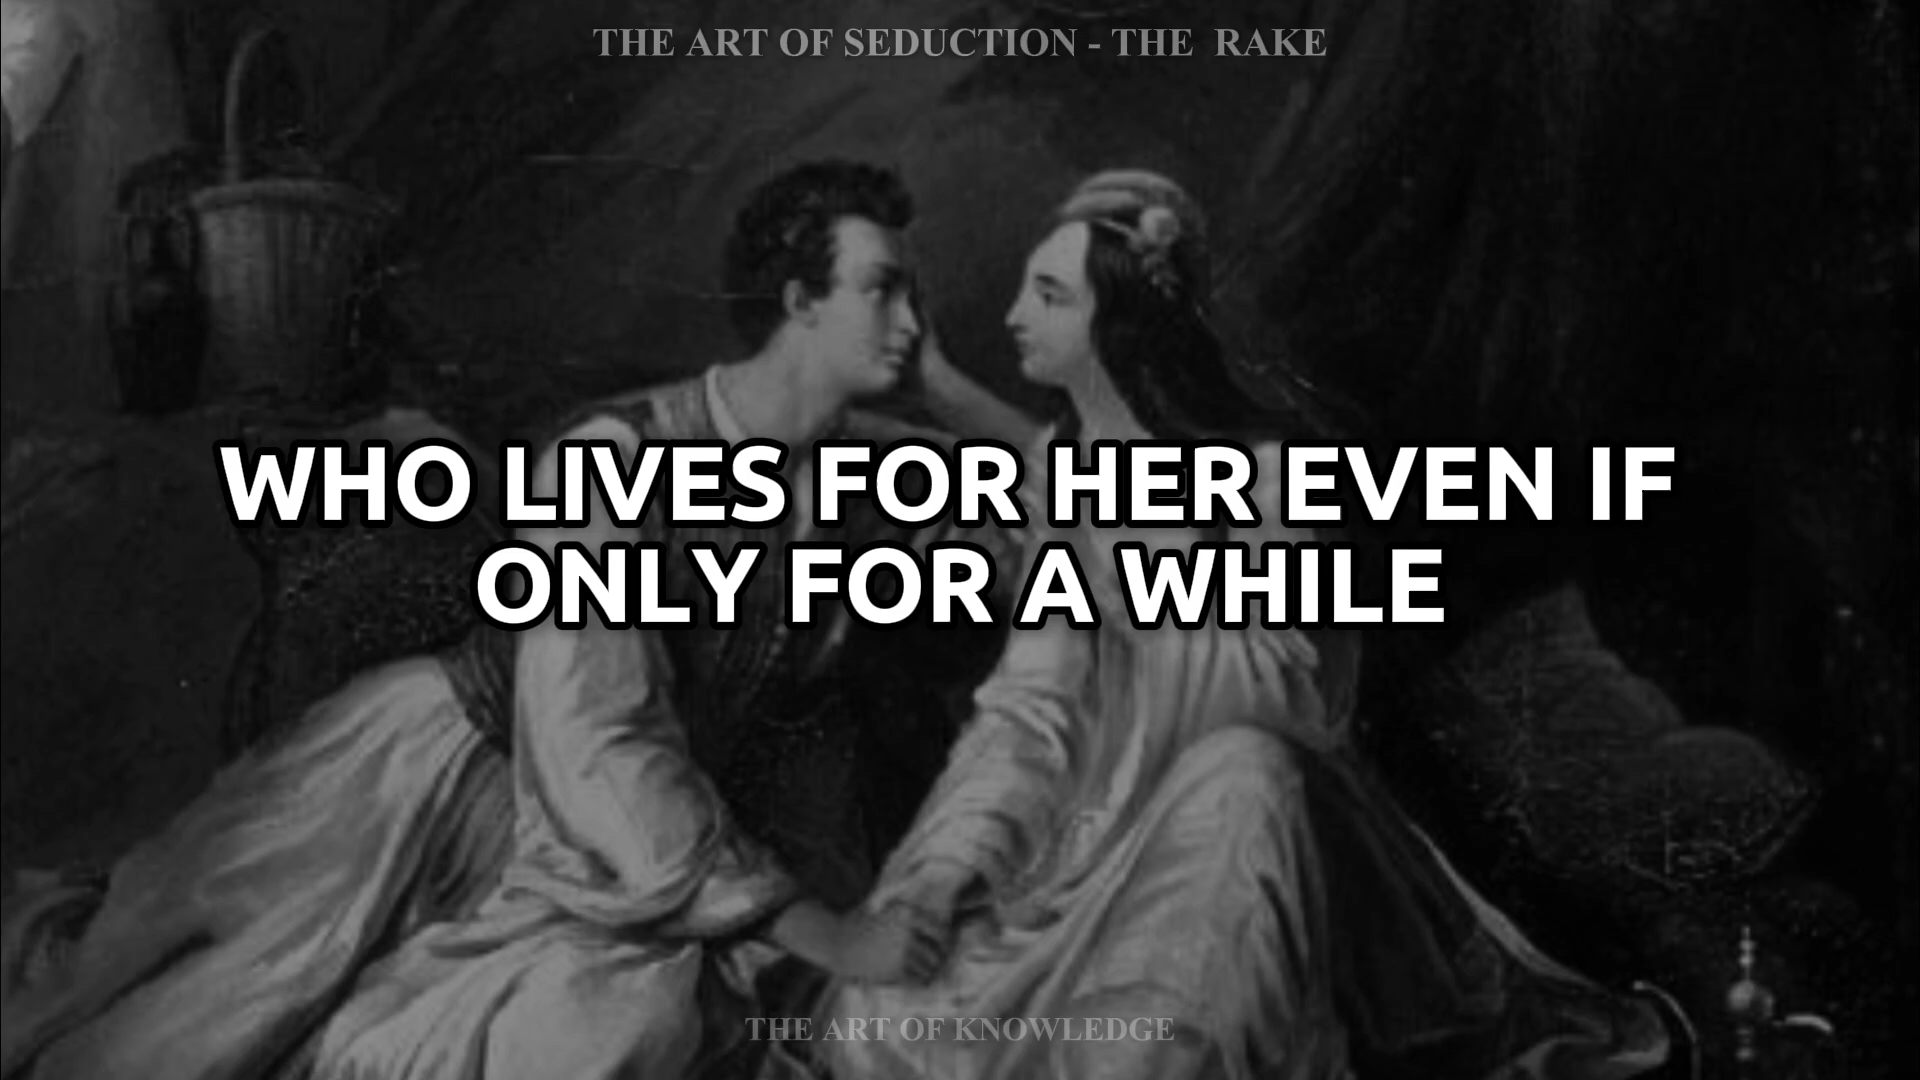 THE ART OF SEDUCTION - THE RAKE
WHO LIVES FOR HER EVEN IF
ONLY FOR A WHILE
THE ART OF KNOWLEDGE